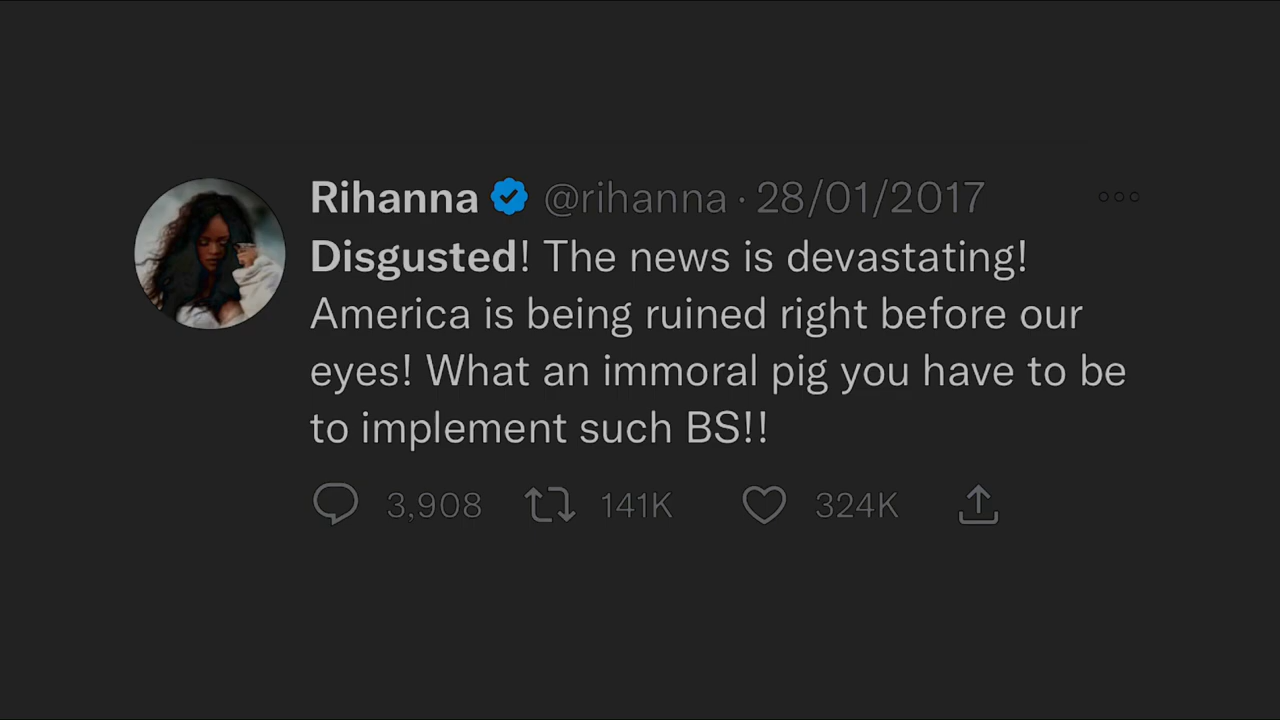 Rihanna @rihanna · 28/01/2017
Disgusted! The news is devastating!
America is being ruined right before our
eyes! What an immoral pig you have to be
to implement such BS!!
3,908 141K 324K